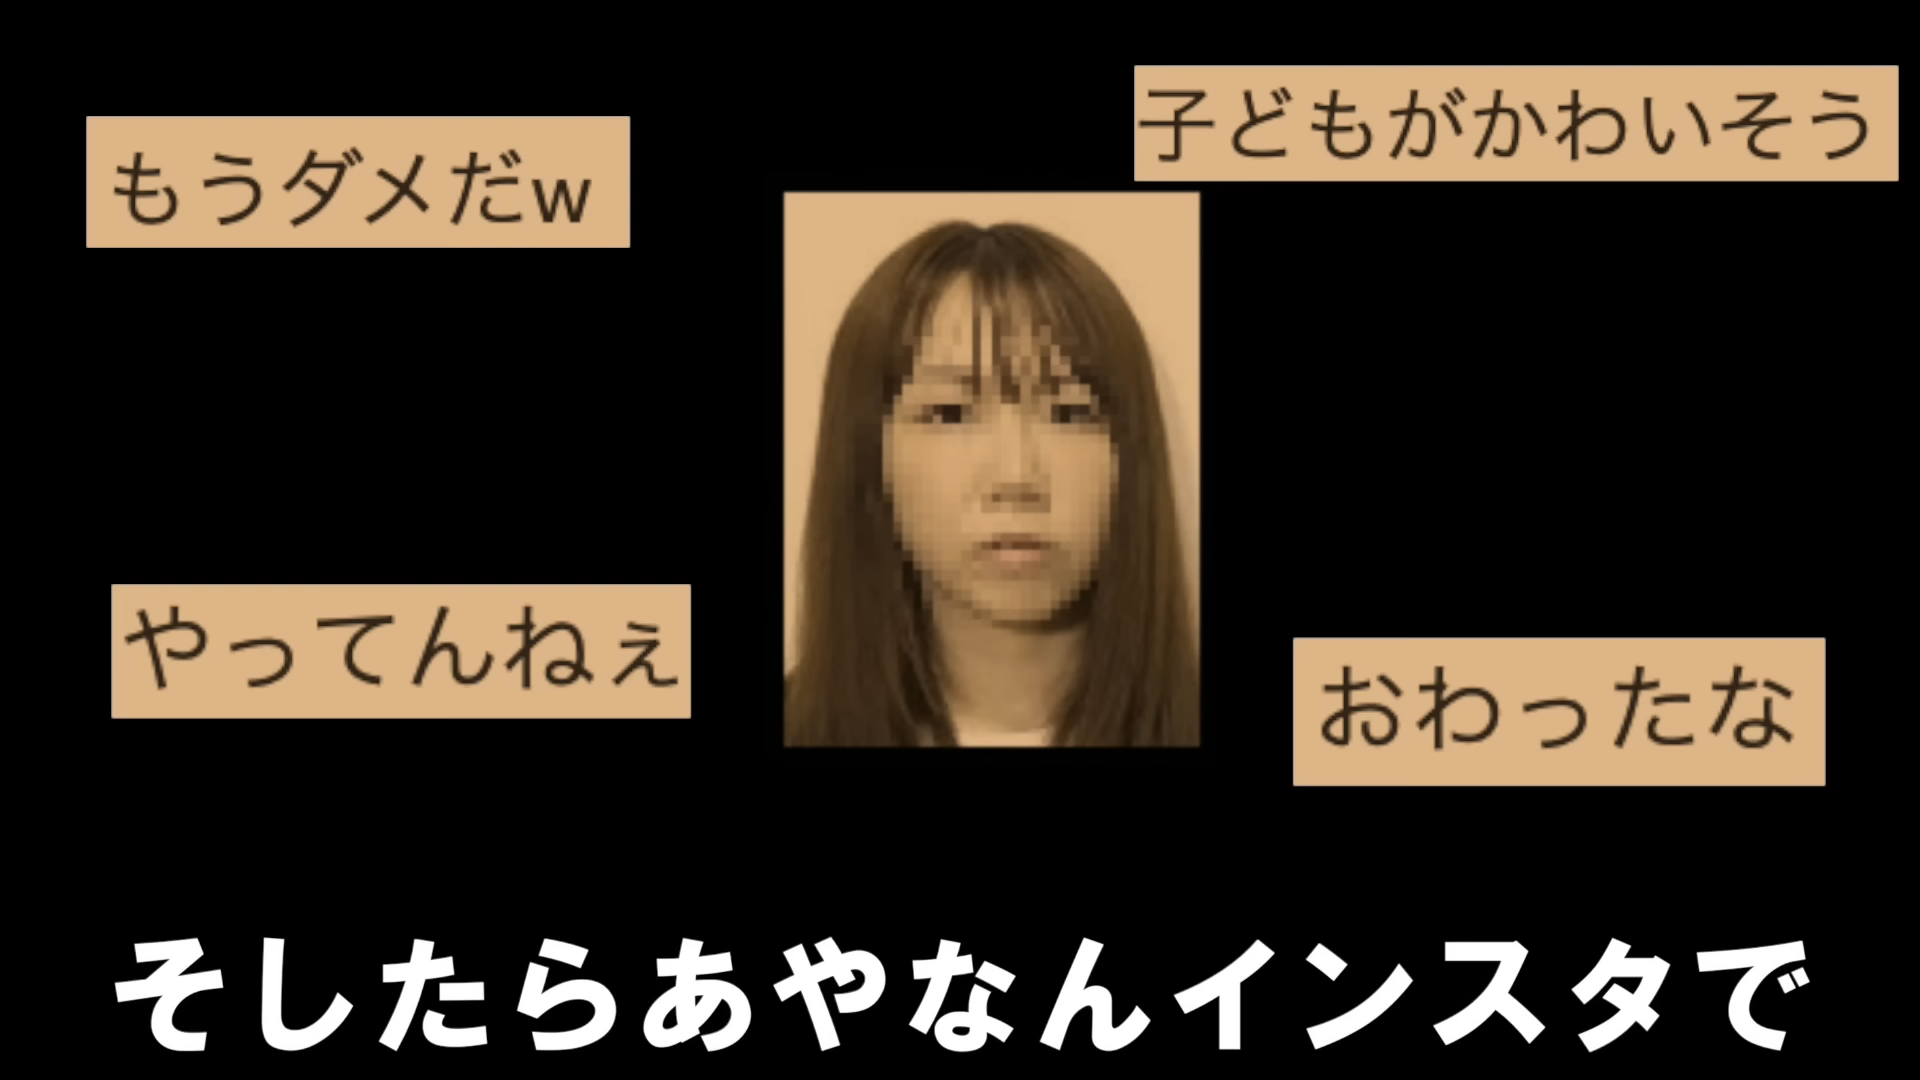 もうダメだw
子どもがかわいそう
やってんねぇ
おわったな
そしたらあやなんインスタで